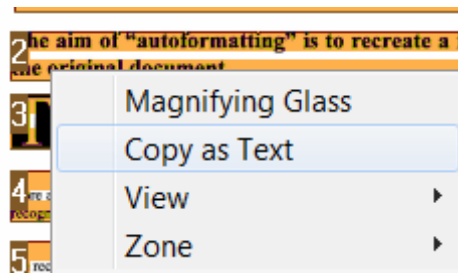 2 he aim of "autoformatting" is to recreate a
the original document
3
Magnifying Glass
Copy as Text
4
View
5
Zone